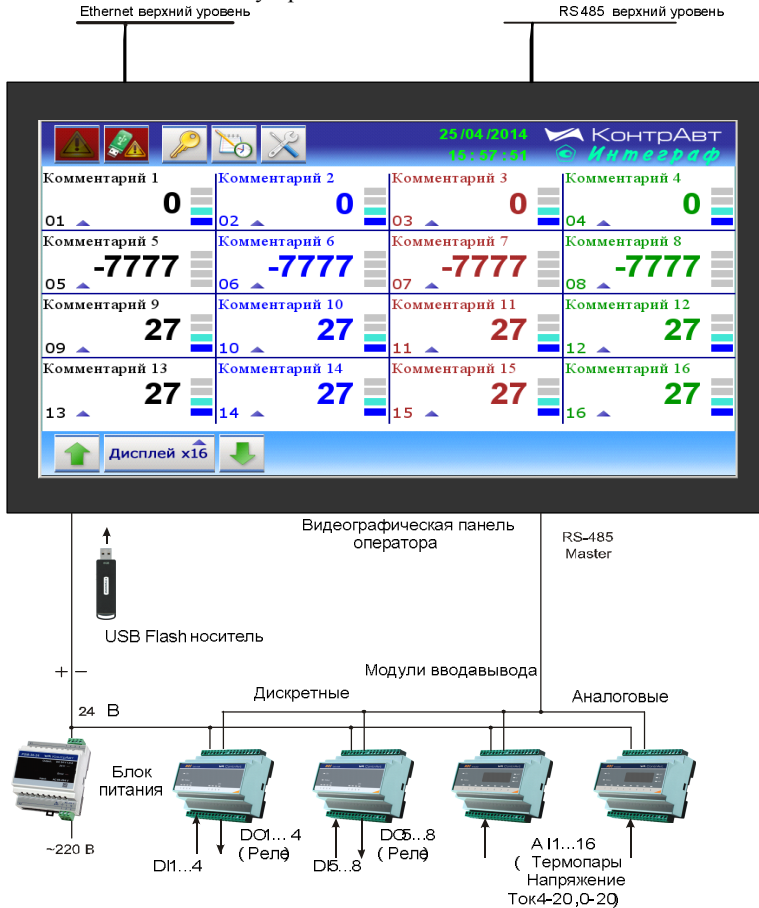 Ethernet верхний уровень
RS485 верхний уровень
25/04/2014
15:57:51
КонтрАвт
Интеграф
Комментарий 1
0
01
Комментарий 2
0
02
Комментарий 3
0
03
Комментарий 4
0
04
Комментарий 5
-7777
05
Комментарий 6
-7777
06
Комментарий 7
-7777
07
Комментарий 8
-7777
08
Комментарий 9
27
09
Комментарий 10
27
10
Комментарий 11
27
11
Комментарий 12
27
12
Комментарий 13
27
13
Комментарий 14
27
14
Комментарий 15
27
15
Комментарий 16
27
16
Дисплей x16
Видеографическая панель
оператора
RS-485
Master
USB Flash носитель
+ –
Модули вводавывода
Дискретные
Аналоговые
24 В
Блок
питания
~220 В
DI1...4
DO1... 4
( Реле)
DI5...8
DO5...8
( Реле)
A I1...16
( Термопары
Напряжение
Ток4-20,0-20)